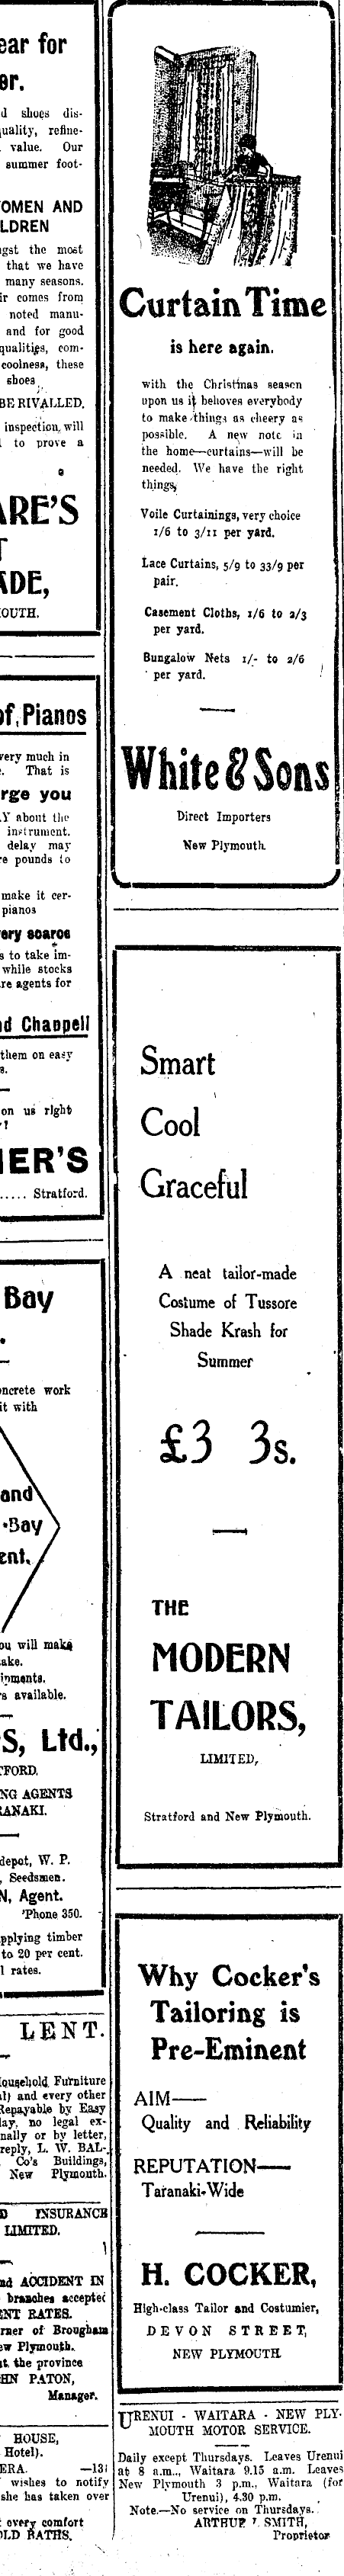 ear for
er.
d shoes dis-
uality, refine-
value. Our
summer foot-
OMEN AND
LDREN
gst the most
that we have
many seasons.
ir comes from
noted manu-
and for good
qualities, com-
coolness, these
shoes
BE RIVALLED.
inspection, will
to prove a
ARE'S
T
ADE,
OUTH.
of Pianos
very much in
. That is
rge you
Y about the
instrument.
delay may
re pounds to
make it cer-
pianos
ery scarce
s to take im-
while stocks
re agents for
nd Chappell
them on easy
s.
on us right
?
IER'S
..... Stratford.
Bay
.
oncrete work
it with
and
-Bay
ent.
ou will make
ake.
ipments.
s available.
S, Ltd.,
FORD.
NG AGENTS
ANAKI.
depot, W. P.
, Seedsmen.
N, Agent.
'Phone 350.
pplying timber
to 20 per cent.
l rates.
LENT.
Household Furniture
al) and every other
Repayable by Easy
lay, no legal ex-
nally or by letter,
reply, L. W. BAL-
Co's Buildings,
New Plymouth.
D INSURANCE
LIMITED.
nd ACCIDENT IN
branches accepted
ENT RATES.
rner of Brougham
ew Plymouth.
t the province
HN PATON,
Manager.
HOUSE,
Hotel).
ERA. —131
wishes to notify
she has taken over
every comfort
OLD BATHS.
Curtain Time
is here again.
with the Christmas season
upon us it behoves everybody
to make things as cheery as
possible. A new note in
the home—curtains—will be
needed. We have the right
things,
Voile Curtainings, very choice
1/6 to 3/11 per yard.
Lace Curtains, 5/9 to 33/9 per
pair.
Casement Cloths, 1/6 to 2/3
per yard.
Bungalow Nets 1/- to 2/6
per yard.
White & Sons
Direct Importers
New Plymouth
Smart
Cool
Graceful
A neat tailor-made
Costume of Tussore
Shade Krash for
Summer
£3 3s.
THE
MODERN
TAILORS,
LIMITED,
Stratford and New Plymouth.
Why Cocker's
Tailoring is
Pre-Eminent
AIM——
Quality and Reliability
REPUTATION——
Taranaki-Wide
H. COCKER,
High-class Tailor and Costumier,
DEVON STREET,
NEW PLYMOUTH
URENUI - WAITARA - NEW PLY-
MOUTH MOTOR SERVICE.
Daily except Thursdays. Leaves Urenui
at 8 a.m., Waitara 9.15 a.m. Leaves
New Plymouth 3 p.m., Waitara (for
Urenui), 4.30 p.m.
Note.—No service on Thursdays.
ARTHUR SMITH,
Proprietor